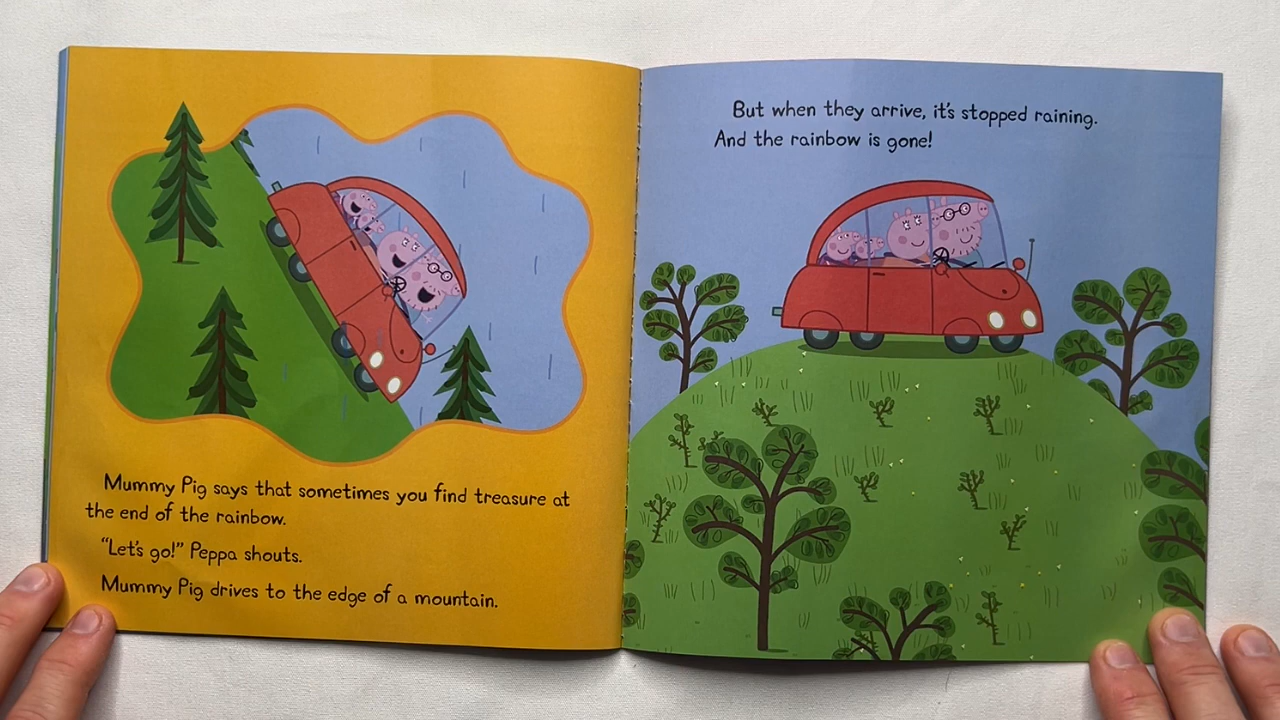 Mummy Pig says that sometimes you find treasure at
the end of the rainbow.
“Let’s go!” Peppa shouts.
Mummy Pig drives to the edge of a mountain.
But when they arrive, it’s stopped raining.
And the rainbow is gone!